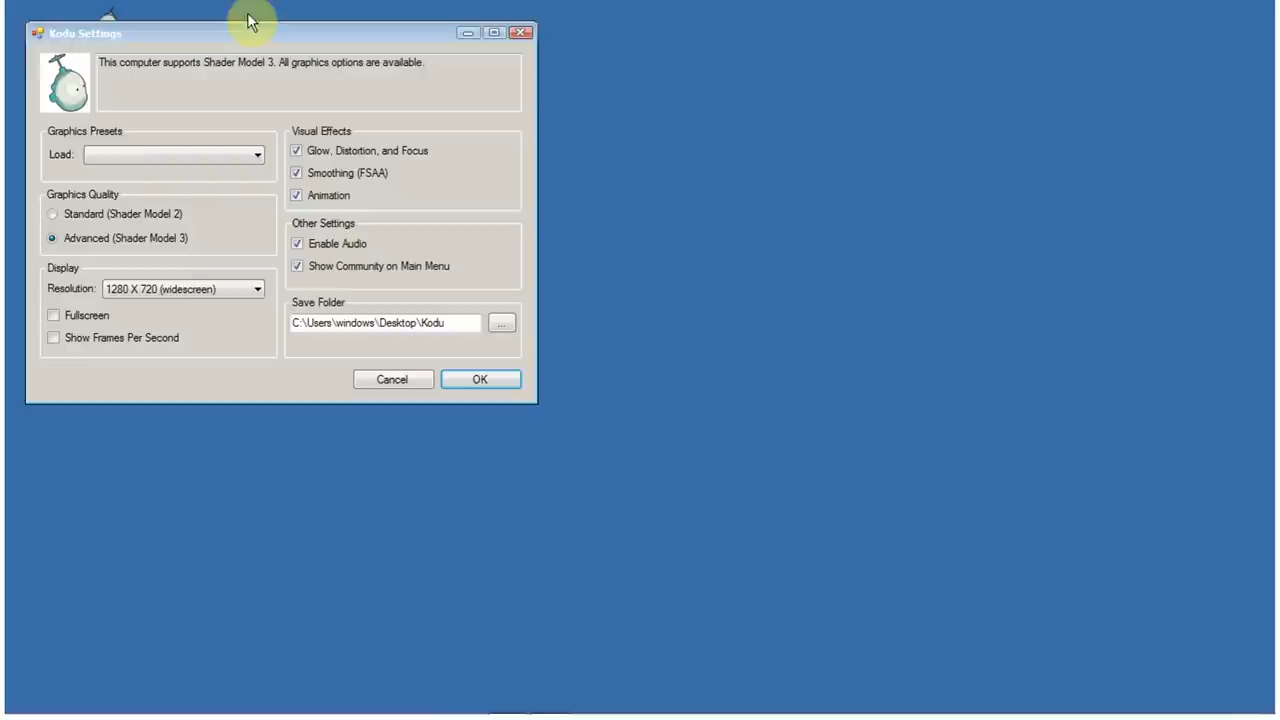 Kodu Settings
This computer supports Shader Model 3. All graphics options are available.
Graphics Presets
Load:
Graphics Quality
Standard (Shader Model 2)
Advanced (Shader Model 3)
Display
Resolution: 1280 X 720 (widescreen)
Fullscreen
Show Frames Per Second
Visual Effects
Glow, Distortion, and Focus
Smoothing (FSAA)
Animation
Other Settings
Enable Audio
Show Community on Main Menu
Save Folder
C:\Users\windows\Desktop\Kodu ...
Cancel OK